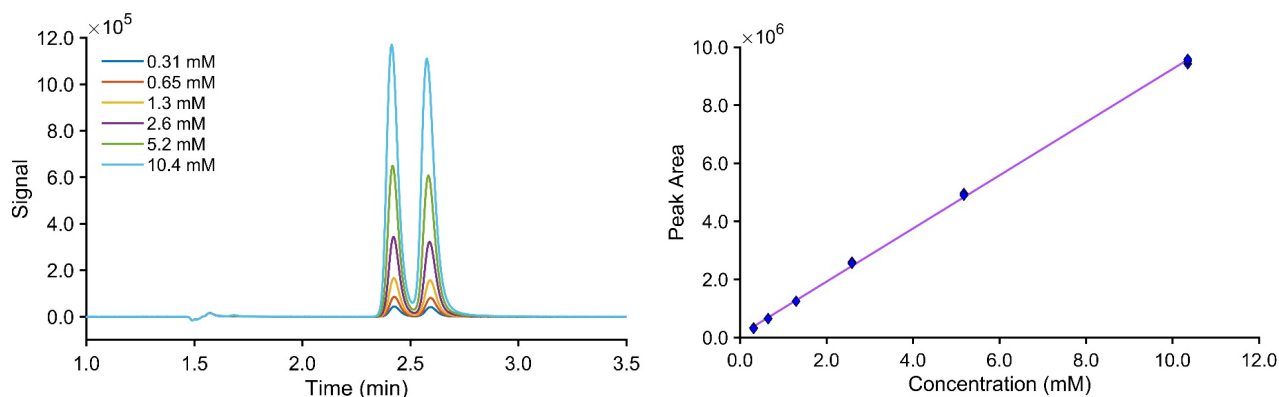 ×10⁵
12.0
10.0
8.0
6.0
4.0
2.0
0.0
Signal
0.31 mM
0.65 mM
1.3 mM
2.6 mM
5.2 mM
10.4 mM
1.0 1.5 2.0 2.5 3.0 3.5
Time (min)
×10⁶
10.0
8.0
6.0
4.0
2.0
0.0
Peak Area
0.0 2.0 4.0 6.0 8.0 10.0 12.0
Concentration (mM)